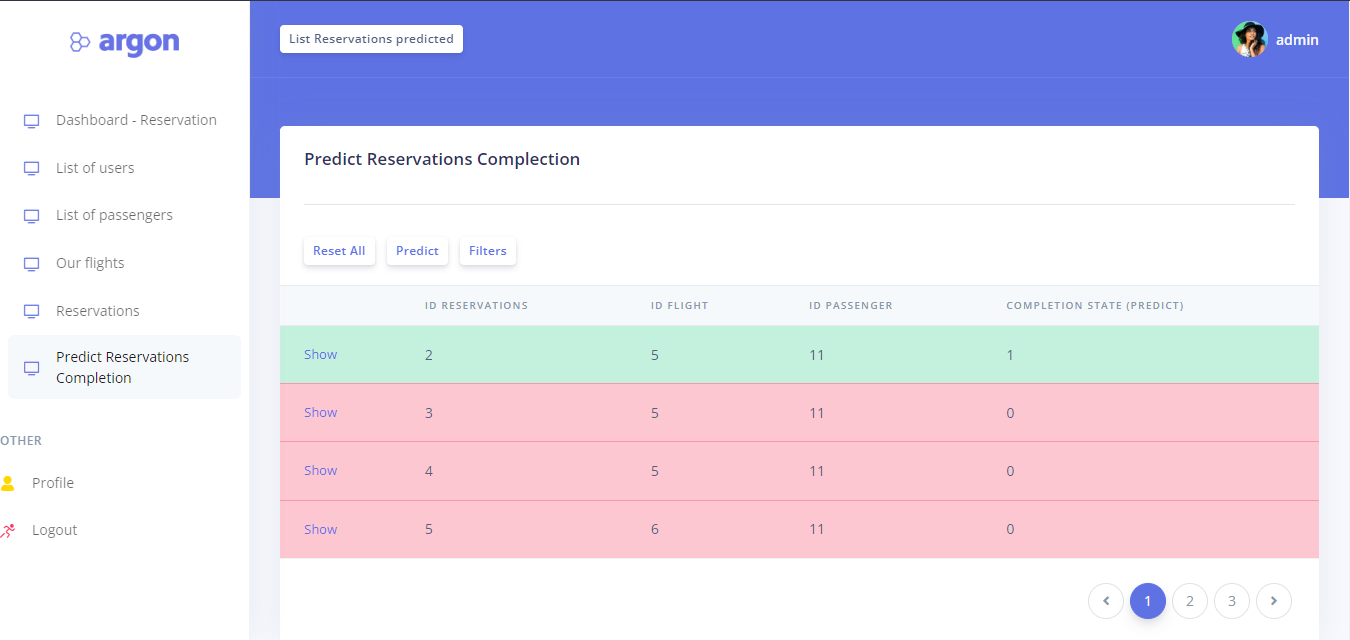 argon
List Reservations predicted
admin
Dashboard - Reservation
List of users
List of passengers
Our flights
Reservations
Predict Reservations
Completion
OTHER
Profile
Logout
Predict Reservations Complection
Reset All Predict Filters
ID RESERVATIONS ID FLIGHT ID PASSENGER COMPLETION STATE (PREDICT)
Show 2 5 11 1
Show 3 5 11 0
Show 4 5 11 0
Show 5 6 11 0
1 2 3